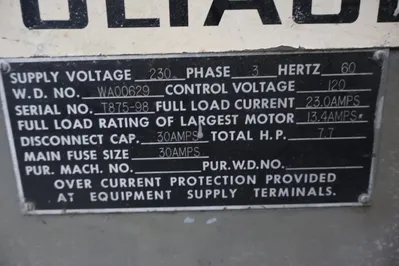 SUPPLY VOLTAGE 230 PHASE 3 HERTZ 60
W.D. NO. WA00629 CONTROL VOLTAGE 120
SERIAL NO. T875-98 FULL LOAD CURRENT 23.0AMPS
FULL LOAD RATING OF LARGEST MOTOR 13.4AMPS
DISCONNECT CAP. 30AMPS TOTAL H.P. 7.7
MAIN FUSE SIZE 30AMPS
PUR. MACH. NO. PUR.W.D.NO.
OVER CURRENT PROTECTION PROVIDED
AT EQUIPMENT SUPPLY TERMINALS.